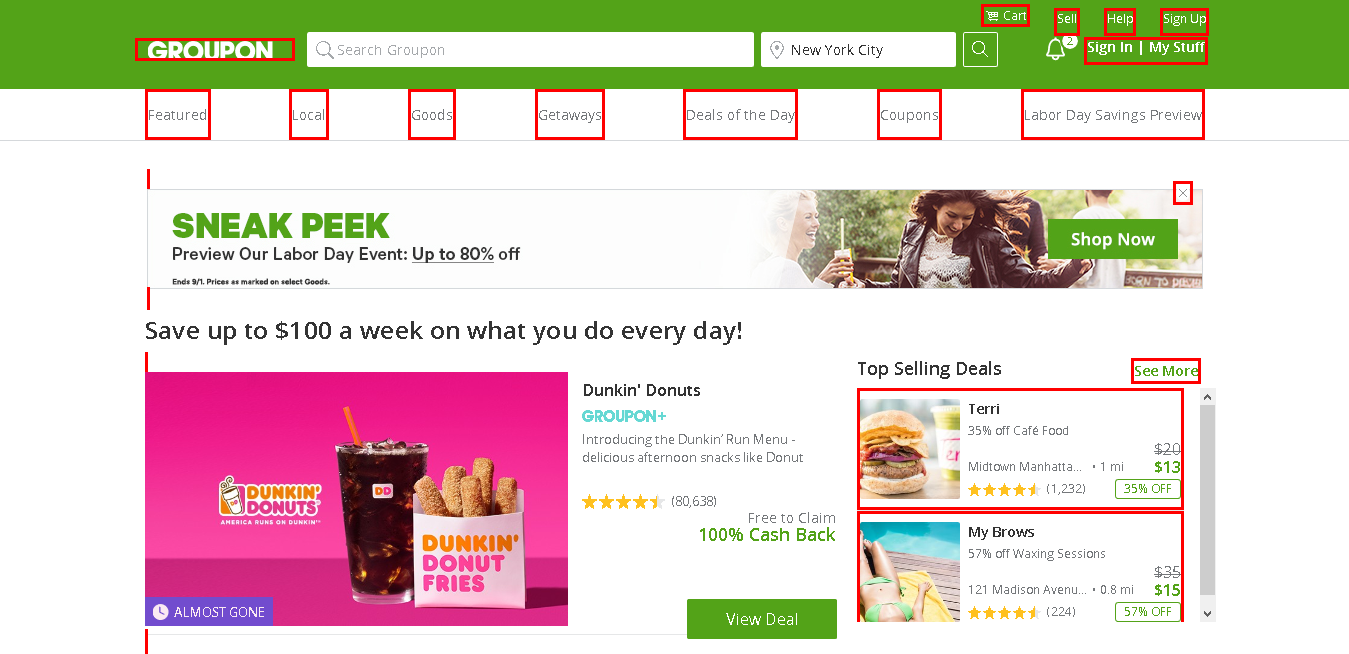 Cart
Sell
Help
Sign Up
GROUPON
Search Groupon
New York City
2
Sign In | My Stuff
Featured
Local
Goods
Getaways
Deals of the Day
Coupons
Labor Day Savings Preview
SNEAK PEEK
Preview Our Labor Day Event: Up to 80% off
Ends 9/1. Prices as marked on select Goods.
Shop Now
Save up to $100 a week on what you do every day!
DUNKIN'
DONUTS
AMERICA RUNS ON DUNKIN'
DD
DUNKIN'
DONUT
FRIES
ALMOST GONE
Dunkin' Donuts
GROUPON+
Introducing the Dunkin’ Run Menu -
delicious afternoon snacks like Donut
(80,638)
Free to Claim
100% Cash Back
View Deal
Top Selling Deals
See More
Terri
35% off Café Food
$20
Midtown Manhatta... • 1 mi
$13
(1,232)
35% OFF
My Brows
57% off Waxing Sessions
$35
121 Madison Avenu... • 0.8 mi
$15
(224)
57% OFF